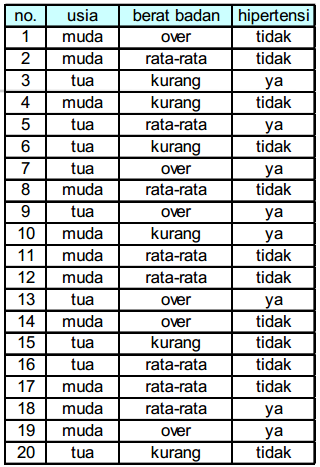 no. usia berat badan hipertensi
1 muda over tidak
2 muda rata-rata tidak
3 tua kurang ya
4 muda kurang tidak
5 tua rata-rata ya
6 tua kurang tidak
7 tua over ya
8 muda rata-rata tidak
9 tua over ya
10 muda kurang ya
11 muda rata-rata tidak
12 muda rata-rata tidak
13 tua over ya
14 muda over tidak
15 tua kurang tidak
16 tua rata-rata tidak
17 muda rata-rata tidak
18 muda rata-rata ya
19 muda over ya
20 tua kurang tidak